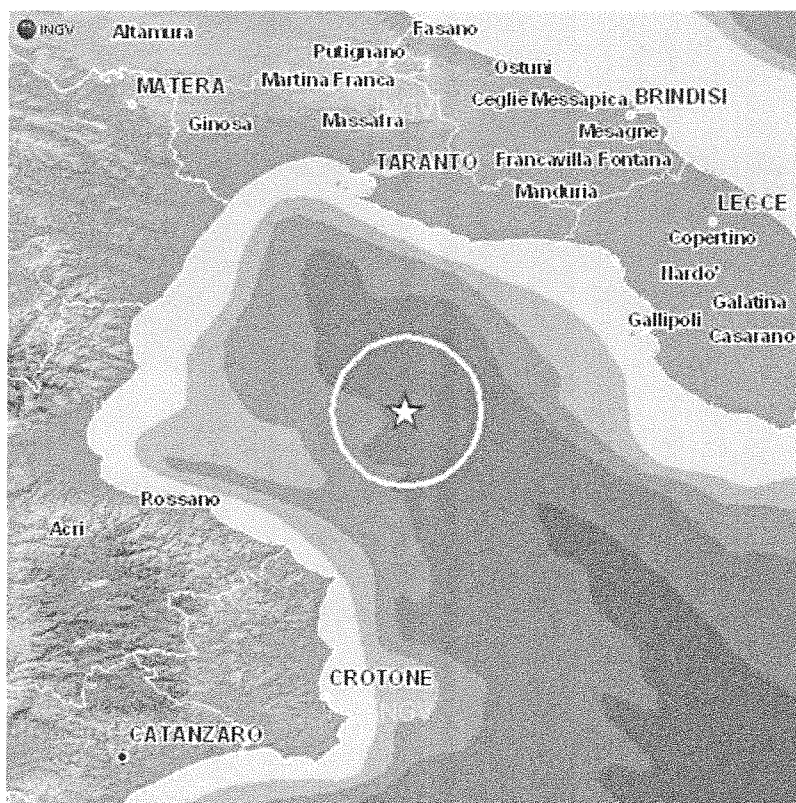 INGV
Altamura
Fasano
Putignano
Ostuni
MATERA
Martina Franca
Ceglie Messapica
BRINDISI
Ginosa
Massafra
Mesagne
TARANTO
Francavilla Fontana
Manduria
LECCE
Copertino
Nardo'
Galatina
Gallipoli
Casarano
Rossano
Acri
CROTONE
CATANZARO